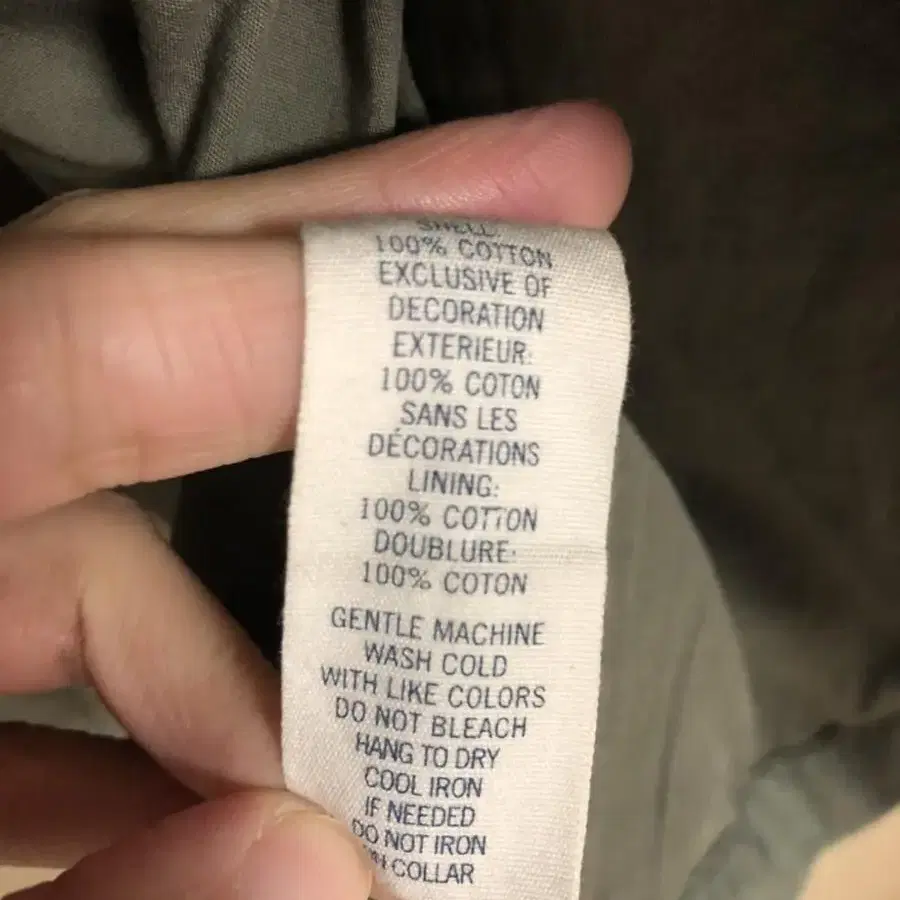 SHELL:
100% COTTON
EXCLUSIVE OF
DECORATION
EXTERIEUR:
100% COTON
SANS LES
DÉCORATIONS
LINING:
100% COTTON
DOUBLURE:
100% COTON
GENTLE MACHINE
WASH COLD
WITH LIKE COLORS
DO NOT BLEACH
HANG TO DRY
COOL IRON
IF NEEDED
DO NOT IRON
ON COLLAR